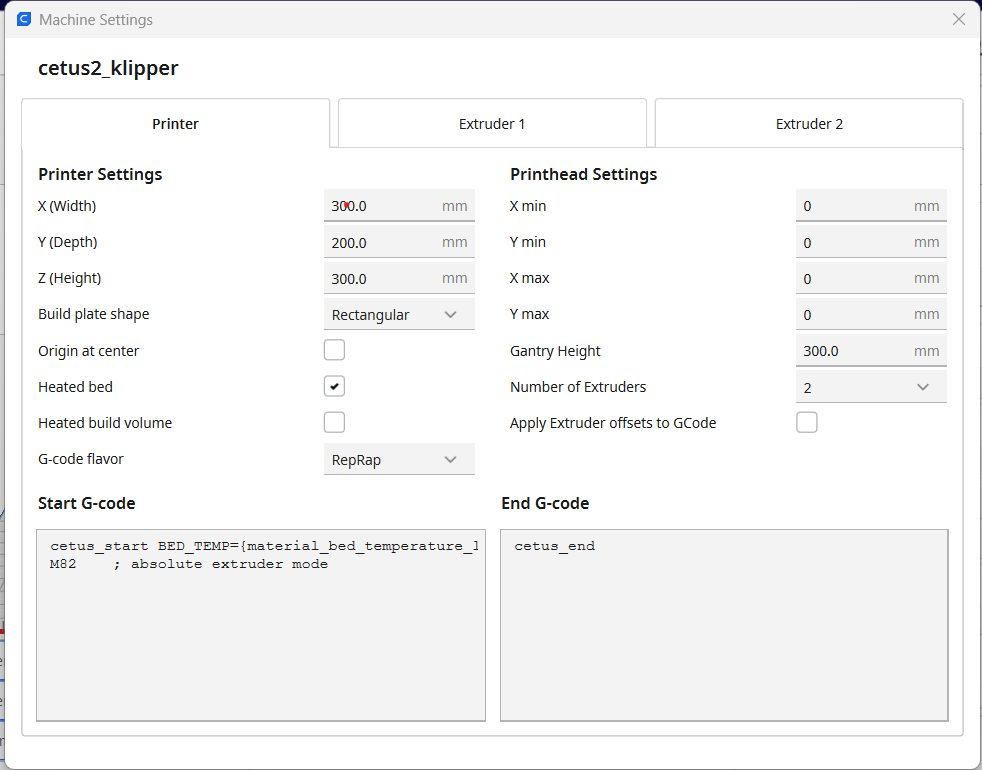 Machine Settings
cetus2_klipper
Printer
Extruder 1
Extruder 2
Printer Settings
X (Width)
300.0 mm
Y (Depth)
200.0 mm
Z (Height)
300.0 mm
Build plate shape
Rectangular
Origin at center
Heated bed
Heated build volume
G-code flavor
RepRap
Printhead Settings
X min
0 mm
Y min
0 mm
X max
0 mm
Y max
0 mm
Gantry Height
300.0 mm
Number of Extruders
2
Apply Extruder offsets to GCode
Start G-code
cetus_start BED_TEMP={material_bed_temperature_l
M82 ; absolute extruder mode
End G-code
cetus_end